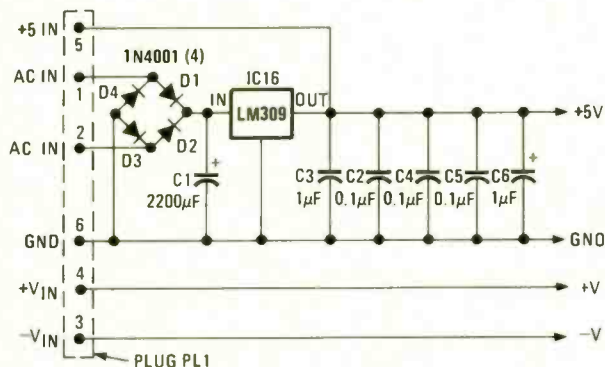 +5 IN
5
1N4001 (4)
AC IN
1
D4
D1
IC16
IN
LM309
OUT
+5V
2
AC IN
D3
D2
+
C1
2200µF
C3
1µF
C2
0.1µF
C4
0.1µF
C5
0.1µF
C6
1µF
+
6
GND
GND
4
+V IN
+V
3
−V IN
−V
PLUG PL1